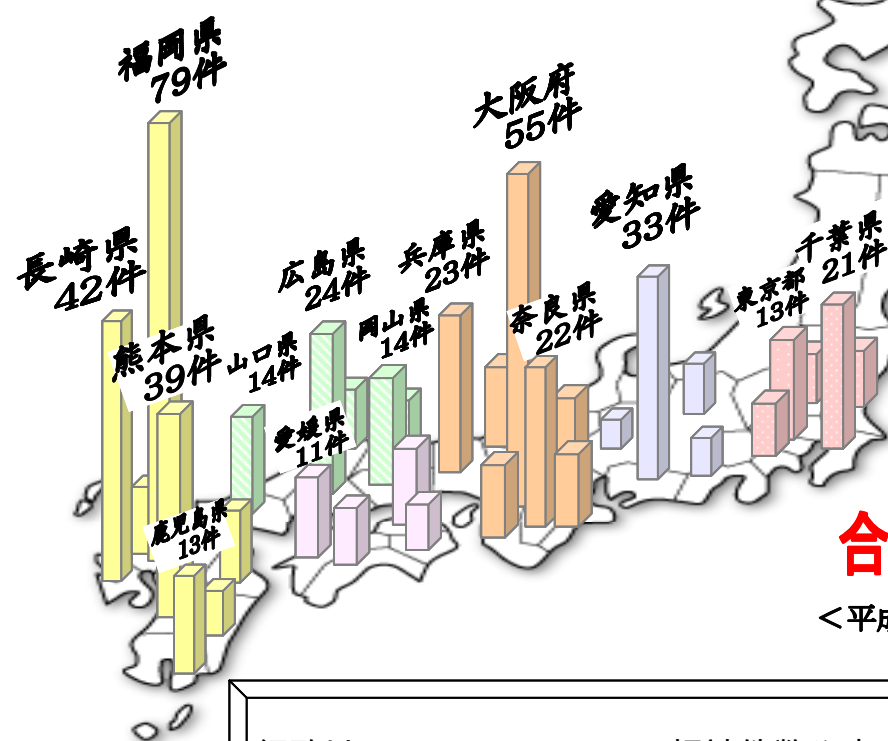 福岡県
79件
大阪府
55件
愛知県
33件
長崎県
42件
広島県
24件
兵庫県
23件
千葉県
21件
熊本県
39件
山口県
14件
岡山県
14件
奈良県
22件
東京都
13件
愛媛県
11件
鹿児島県
13件
合
＜平成